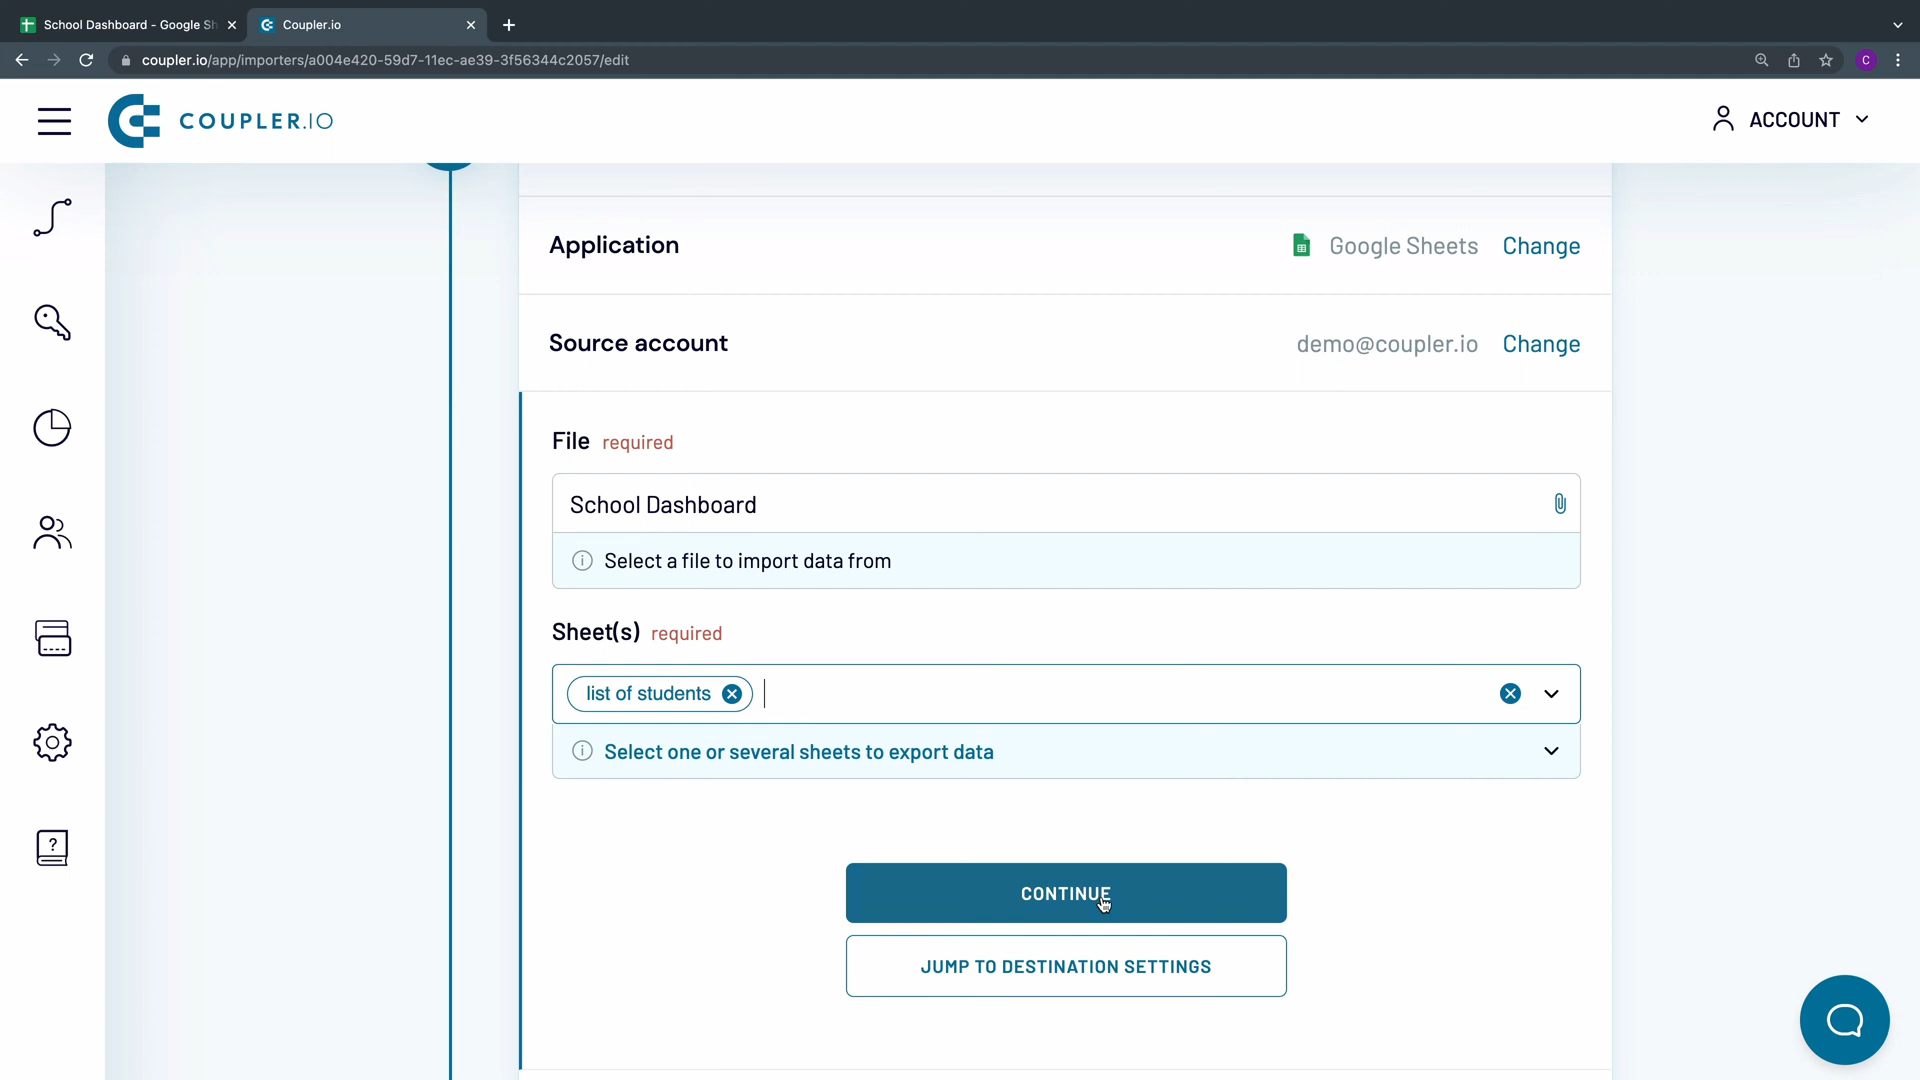 School Dashboard - Google Sh
Coupler.io
coupler.io/app/importers/a004e420-59d7-11ec-ae39-3f56344c2057/edit
C
COUPLER.IO
ACCOUNT
Application
Google Sheets Change
Source account
demo@coupler.io Change
File required
School Dashboard
Select a file to import data from
Sheet(s) required
list of students
Select one or several sheets to export data
CONTINUE
JUMP TO DESTINATION SETTINGS